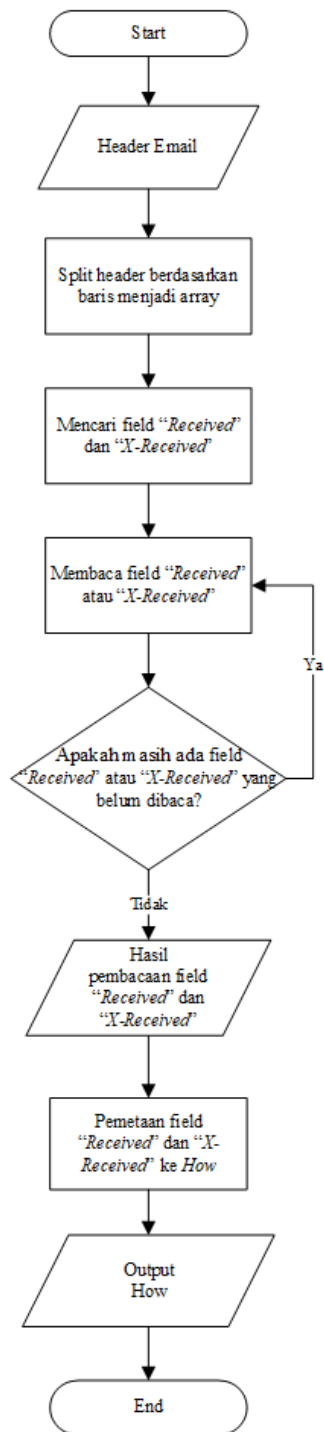 Start
Header Email
Split header berdasarkan
baris menjadi array
Mencari field “Received”
dan “X-Received”
Membaca field “Received”
atau “X-Received”
Ya
Apakah masih ada field
“Received” atau “X-Received” yang
belum dibaca?
Tidak
Hasil
pembacaan field
“Received” dan
“X-Received”
Pemetaan field
“Received” dan “X-
Received” ke How
Output
How
End